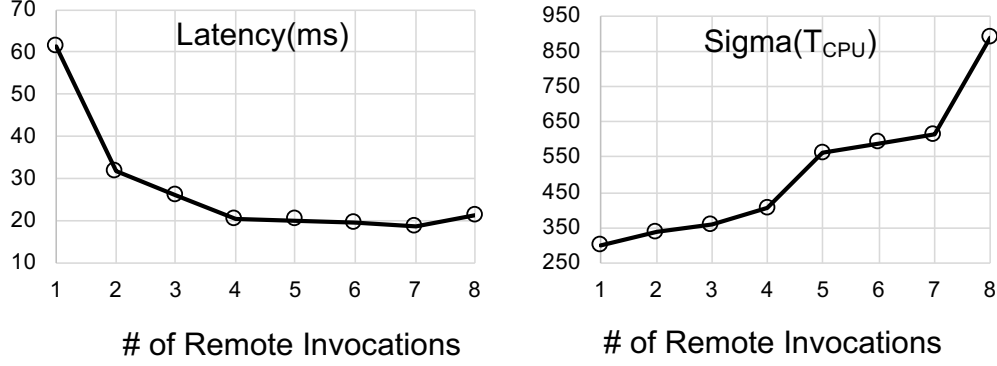 Latency(ms)
70
60
50
40
30
20
10
1 2 3 4 5 6 7 8
# of Remote Invocations
Sigma(T_CPU)
950
850
750
650
550
450
350
250
1 2 3 4 5 6 7 8
# of Remote Invocations